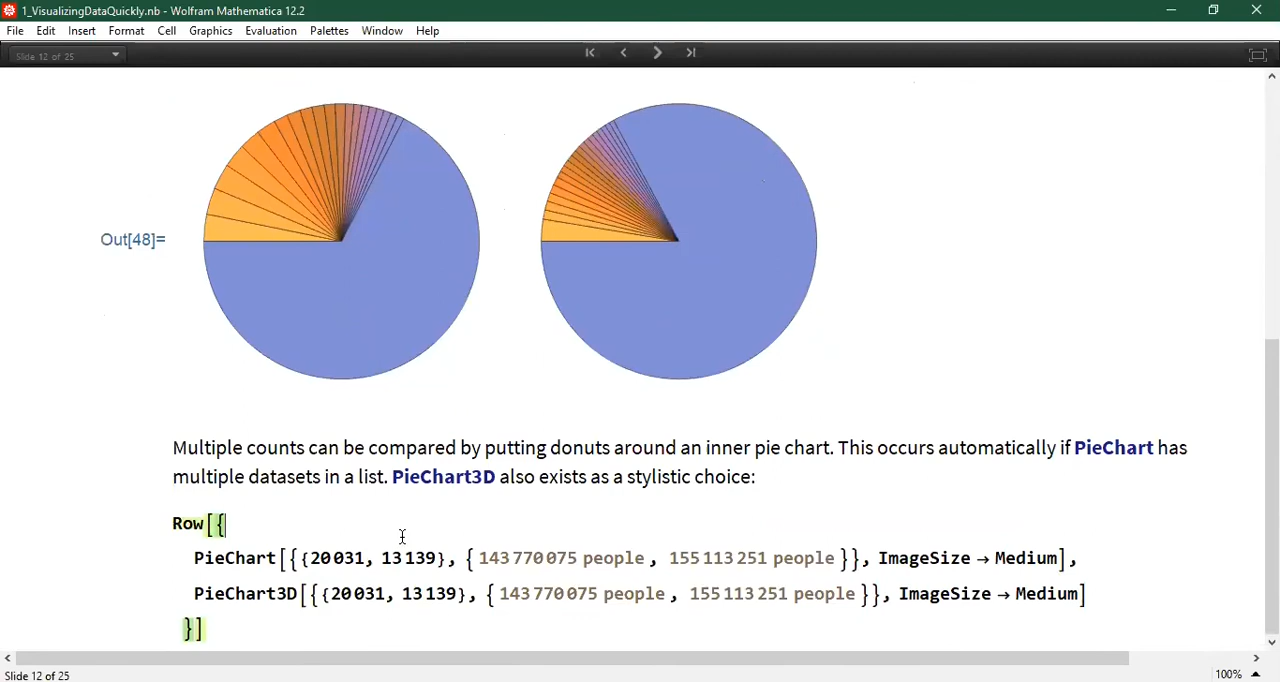 1_VisualizingDataQuickly.nb - Wolfram Mathematica 12.2
File Edit Insert Format Cell Graphics Evaluation Palettes Window Help
Slide 12 of 25
Out[48]=
Multiple counts can be compared by putting donuts around an inner pie chart. This occurs automatically if PieChart has
multiple datasets in a list. PieChart3D also exists as a stylistic choice:
Row[{
PieChart[{{20031, 13139}, {143770075 people, 155113251 people}}, ImageSize → Medium],
PieChart3D[{{20031, 13139}, {143770075 people, 155113251 people}}, ImageSize → Medium]
}]
100%
Slide 12 of 25